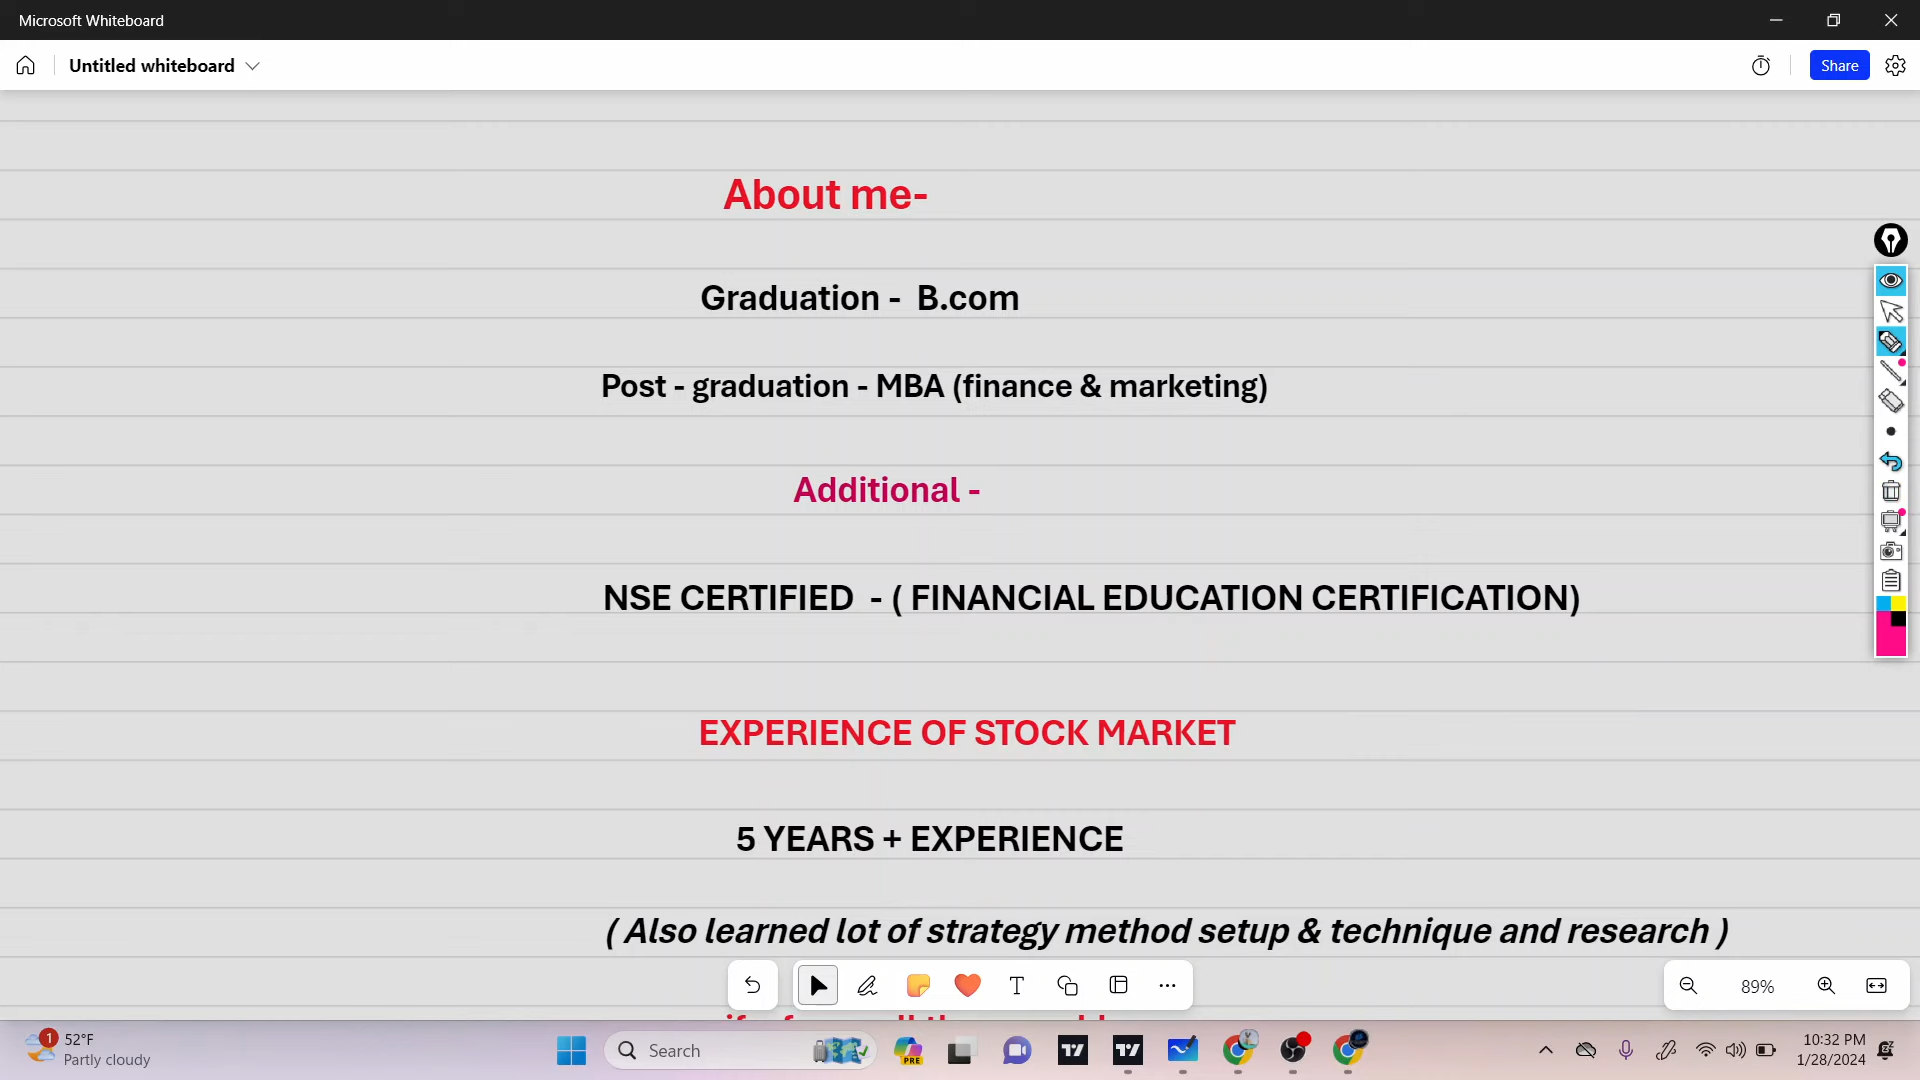 Microsoft Whiteboard
Untitled whiteboard
Share
About me-
Graduation - B.com
Post - graduation - MBA (finance & marketing)
Additional -
NSE CERTIFIED - ( FINANCIAL EDUCATION CERTIFICATION)
EXPERIENCE OF STOCK MARKET
5 YEARS + EXPERIENCE
( Also learned lot of strategy method setup & technique and research )
89%
1
52°F
Partly cloudy
Search
PRE
10:32 PM
1/28/2024